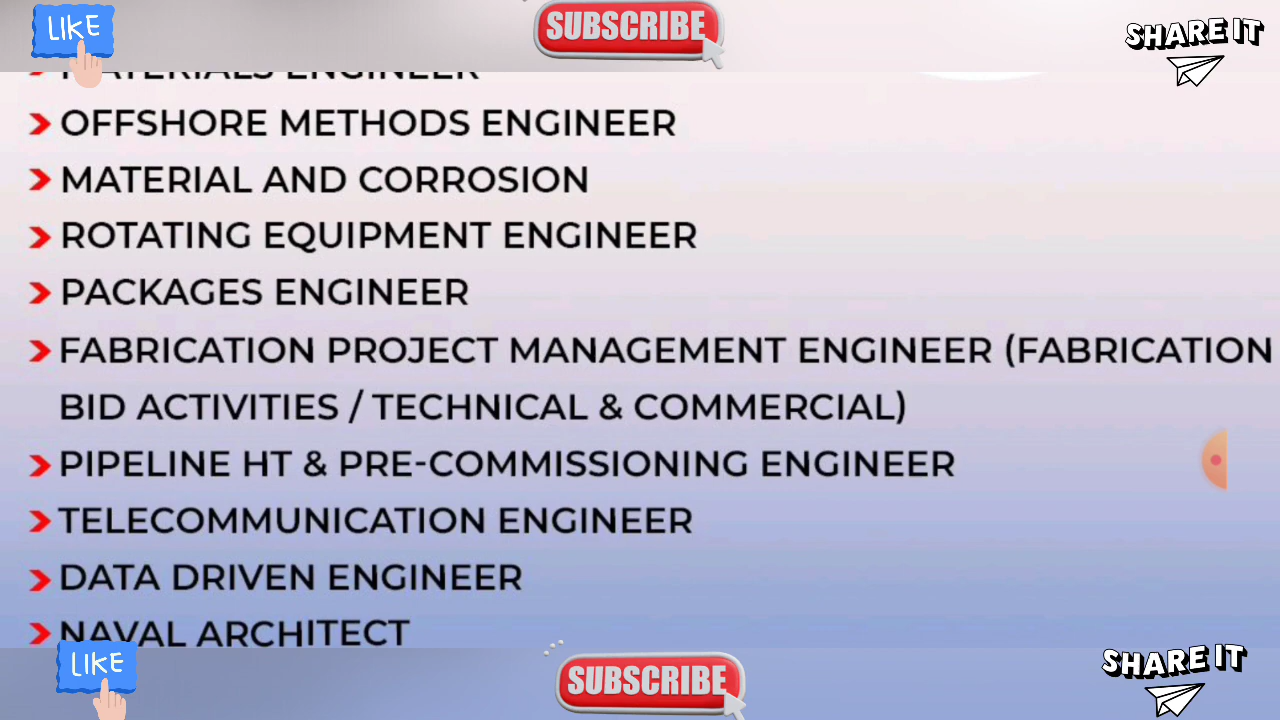 LIKE
SUBSCRIBE
SHARE IT
MATERIALS ENGINEER
OFFSHORE METHODS ENGINEER
MATERIAL AND CORROSION
ROTATING EQUIPMENT ENGINEER
PACKAGES ENGINEER
FABRICATION PROJECT MANAGEMENT ENGINEER (FABRICATION
BID ACTIVITIES / TECHNICAL & COMMERCIAL)
PIPELINE HT & PRE-COMMISSIONING ENGINEER
TELECOMMUNICATION ENGINEER
DATA DRIVEN ENGINEER
NAVAL ARCHITECT
LIKE
SUBSCRIBE
SHARE IT